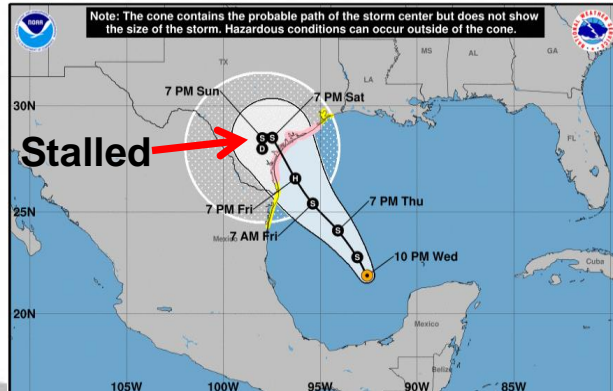 Note: The cone contains the probable path of the storm center but does not show
the size of the storm. Hazardous conditions can occur outside of the cone.
NOAA
TX
LA
MS
AL
GA
FL
7 PM Sun
7 PM Sat
30N
S
S
D
Stalled
H
7 PM Fri
7 PM Thu
25N
S
7 AM Fri
S
Mexico
10 PM Wed
S
Cuba
20N
Mexico
Belize
105W
100W
95W
90W
85W